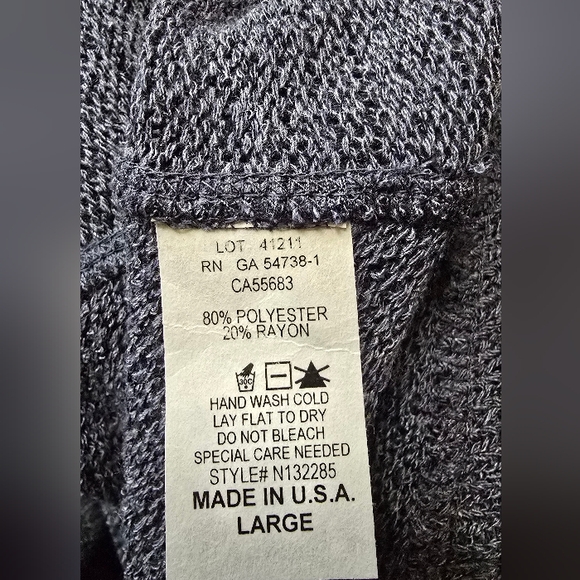 LOT 41211
RN GA 54738-1
CA55683
80% POLYESTER
20% RAYON
30C
HAND WASH COLD
LAY FLAT TO DRY
DO NOT BLEACH
SPECIAL CARE NEEDED
STYLE# N132285
MADE IN U.S.A.
LARGE